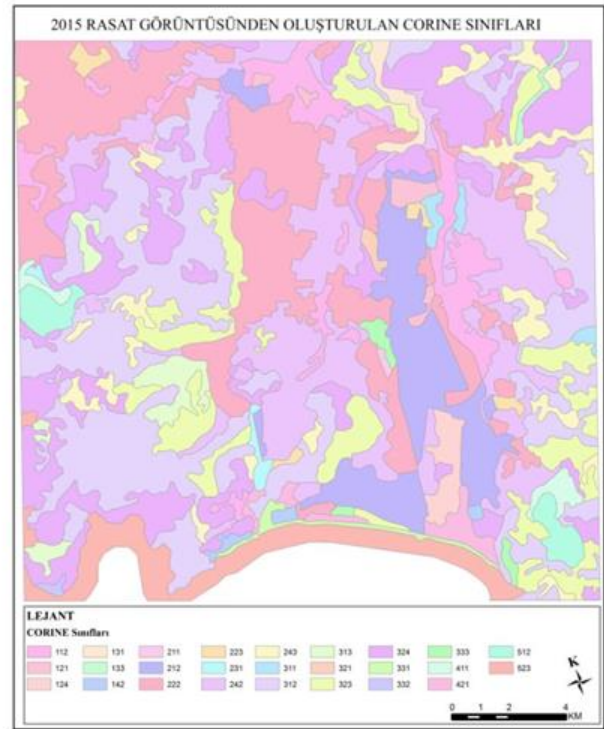 2015 RASAT GÖRÜNTÜSÜNDEN OLUŞTURULAN CORINE SINIFLARI
LEJANT
CORINE Sınıfları
112 131 211 223 243 313 324 333 512
121 133 212 231 311 321 331 411 523
124 142 222 242 312 323 332 421
K
0 1 2 4
KM